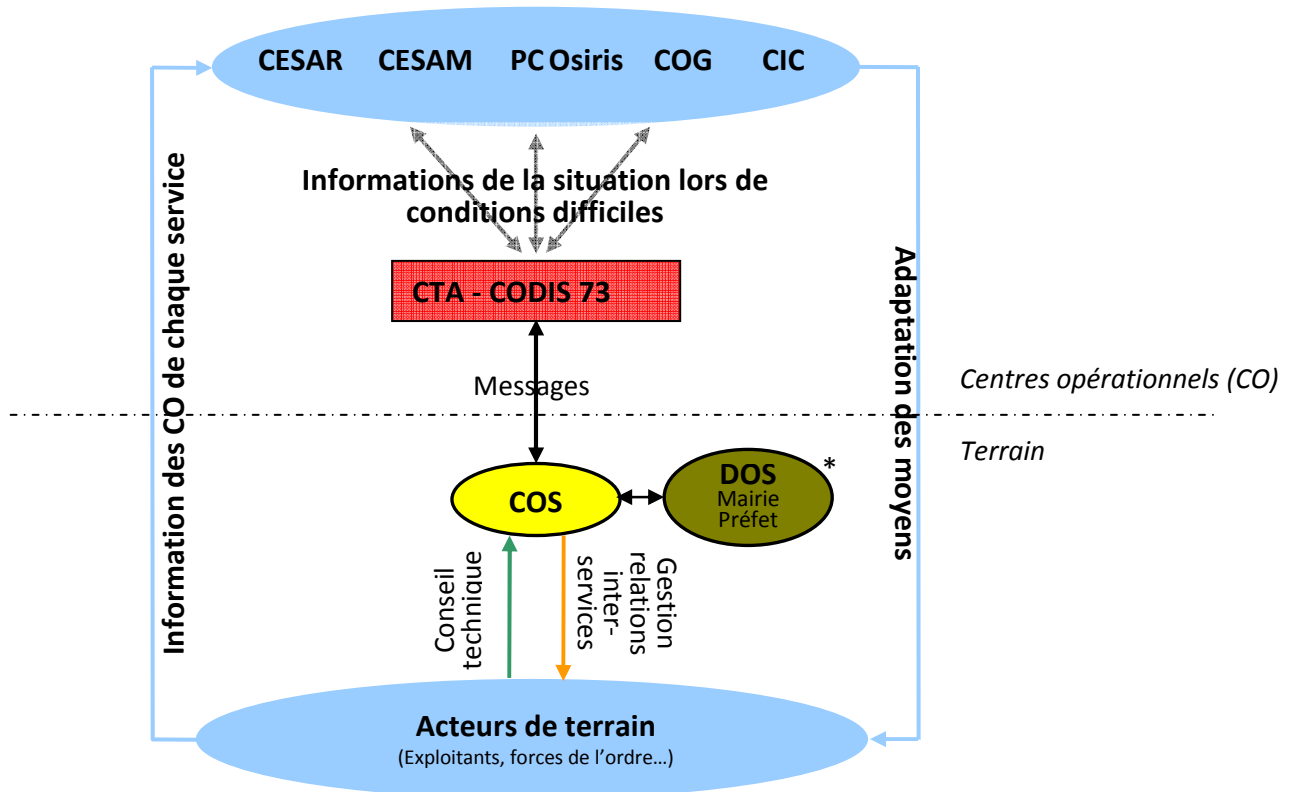 CESAR CESAM PC Osiris COG CIC
Informations de la situation lors de
conditions difficiles
CTA - CODIS 73
Information des CO de chaque service
Adaptation des moyens
Messages
Centres opérationnels (CO)
Terrain
COS
DOS *
Mairie
Préfet
Conseil
technique
Gestion
relations
inter-
services
Acteurs de terrain
(Exploitants, forces de l’ordre…)